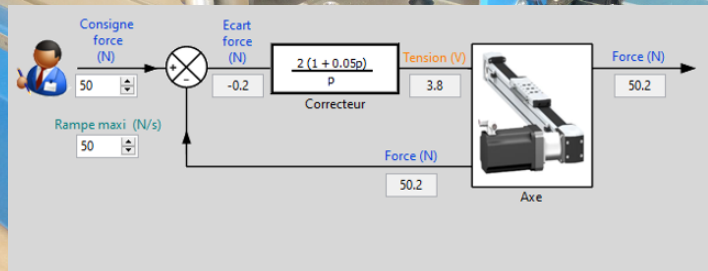 Consigne
force
(N)
50
Rampe maxi (N/s)
50
+
-
Ecart
force
(N)
-0.2
2 (1 + 0.05p)
p
Correcteur
Tension (V)
3.8
Axe
Force (N)
50.2
Force (N)
50.2